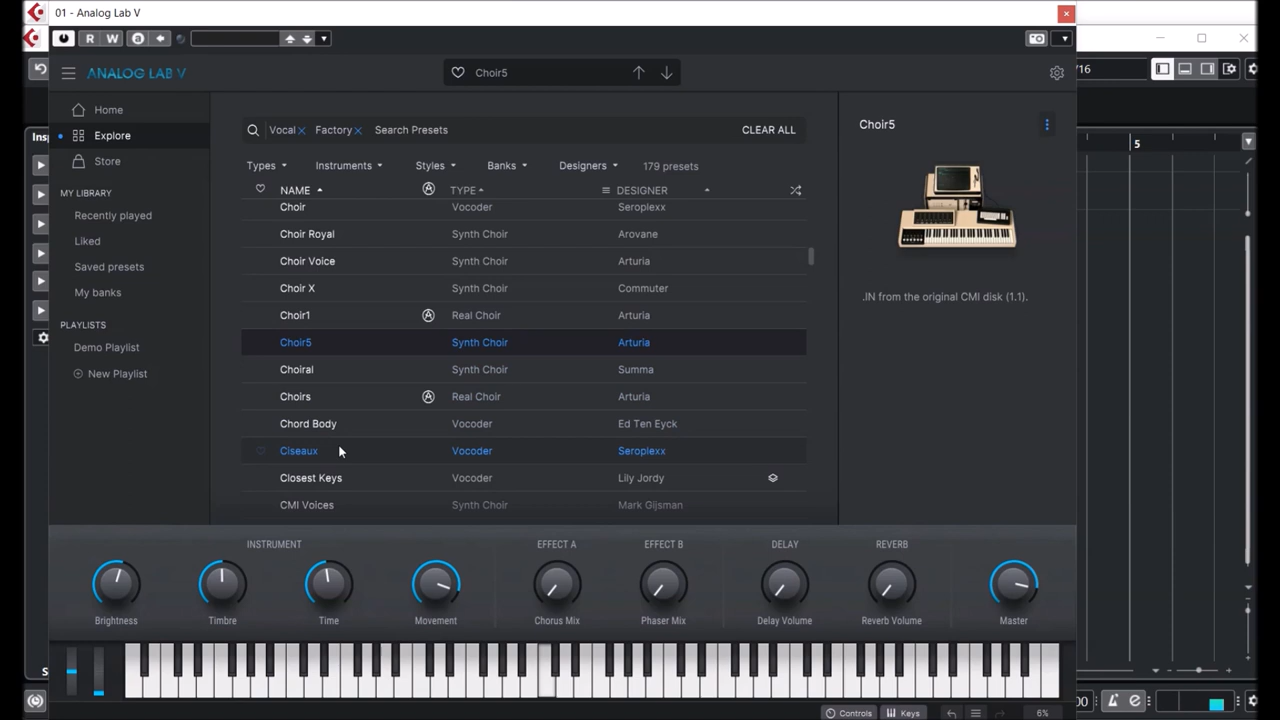 01 - Analog Lab V
R W a
ANALOG LAB V
Choir5
/16
Home
Explore
Store
MY LIBRARY
Recently played
Liked
Saved presets
My banks
PLAYLISTS
Demo Playlist
New Playlist
Vocal Factory Search Presets CLEAR ALL
Types Instruments Styles Banks Designers 179 presets
NAME TYPE DESIGNER
Choir Vocoder Seroplexx
Choir Royal Synth Choir Arovane
Choir Voice Synth Choir Arturia
Choir X Synth Choir Commuter
Choir1 Real Choir Arturia
Choir5 Synth Choir Arturia
Choiral Synth Choir Summa
Choirs Real Choir Arturia
Chord Body Vocoder Ed Ten Eyck
Ciseaux Vocoder Seroplexx
Closest Keys Vocoder Lily Jordy
CMI Voices Synth Choir Mark Gijsman
Choir5
.IN from the original CMI disk (1.1).
Insp
5
INSTRUMENT EFFECT A EFFECT B DELAY REVERB
Brightness Timbre Time Movement Chorus Mix Phaser Mix Delay Volume Reverb Volume Master
S
Controls Keys 6%
00